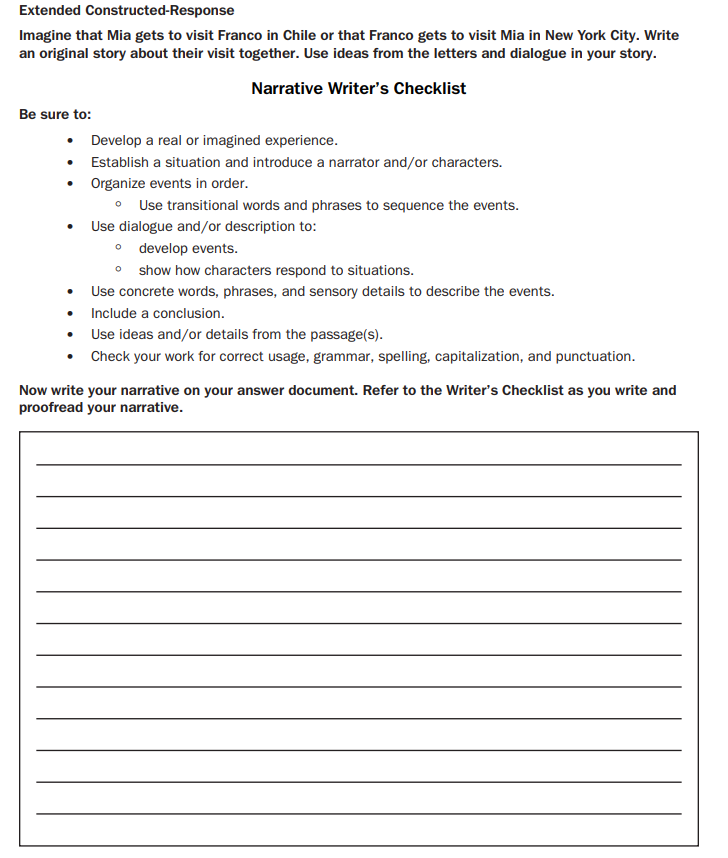 Extended Constructed-Response
Imagine that Mia gets to visit Franco in Chile or that Franco gets to visit Mia in New York City. Write
an original story about their visit together. Use ideas from the letters and dialogue in your story.
Narrative Writer's Checklist
Be sure to:
• Develop a real or imagined experience.
• Establish a situation and introduce a narrator and/or characters.
• Organize events in order.
○ Use transitional words and phrases to sequence the events.
• Use dialogue and/or description to:
○ develop events.
○ show how characters respond to situations.
• Use concrete words, phrases, and sensory details to describe the events.
• Include a conclusion.
• Use ideas and/or details from the passage(s).
• Check your work for correct usage, grammar, spelling, capitalization, and punctuation.
Now write your narrative on your answer document. Refer to the Writer's Checklist as you write and
proofread your narrative.